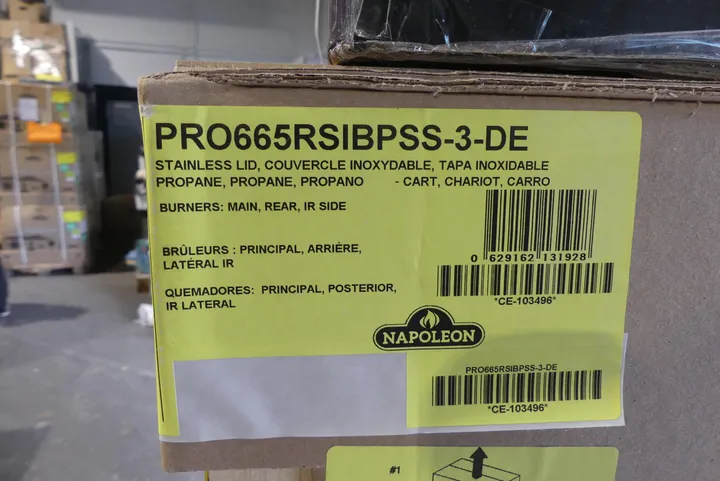 PRO665RSIBPSS-3-DE
STAINLESS LID, COUVERCLE INOXYDABLE, TAPA INOXIDABLE
PROPANE, PROPANE, PROPANO - CART, CHARIOT, CARRO
BURNERS: MAIN, REAR, IR SIDE
0 629162 131928
BRÛLEURS : PRINCIPAL, ARRIÈRE,
LATÉRAL IR
*CE-103496*
QUEMADORES: PRINCIPAL, POSTERIOR,
IR LATERAL
NAPOLEON
PRO665RSIBPSS-3-DE
*CE-103496*
#1